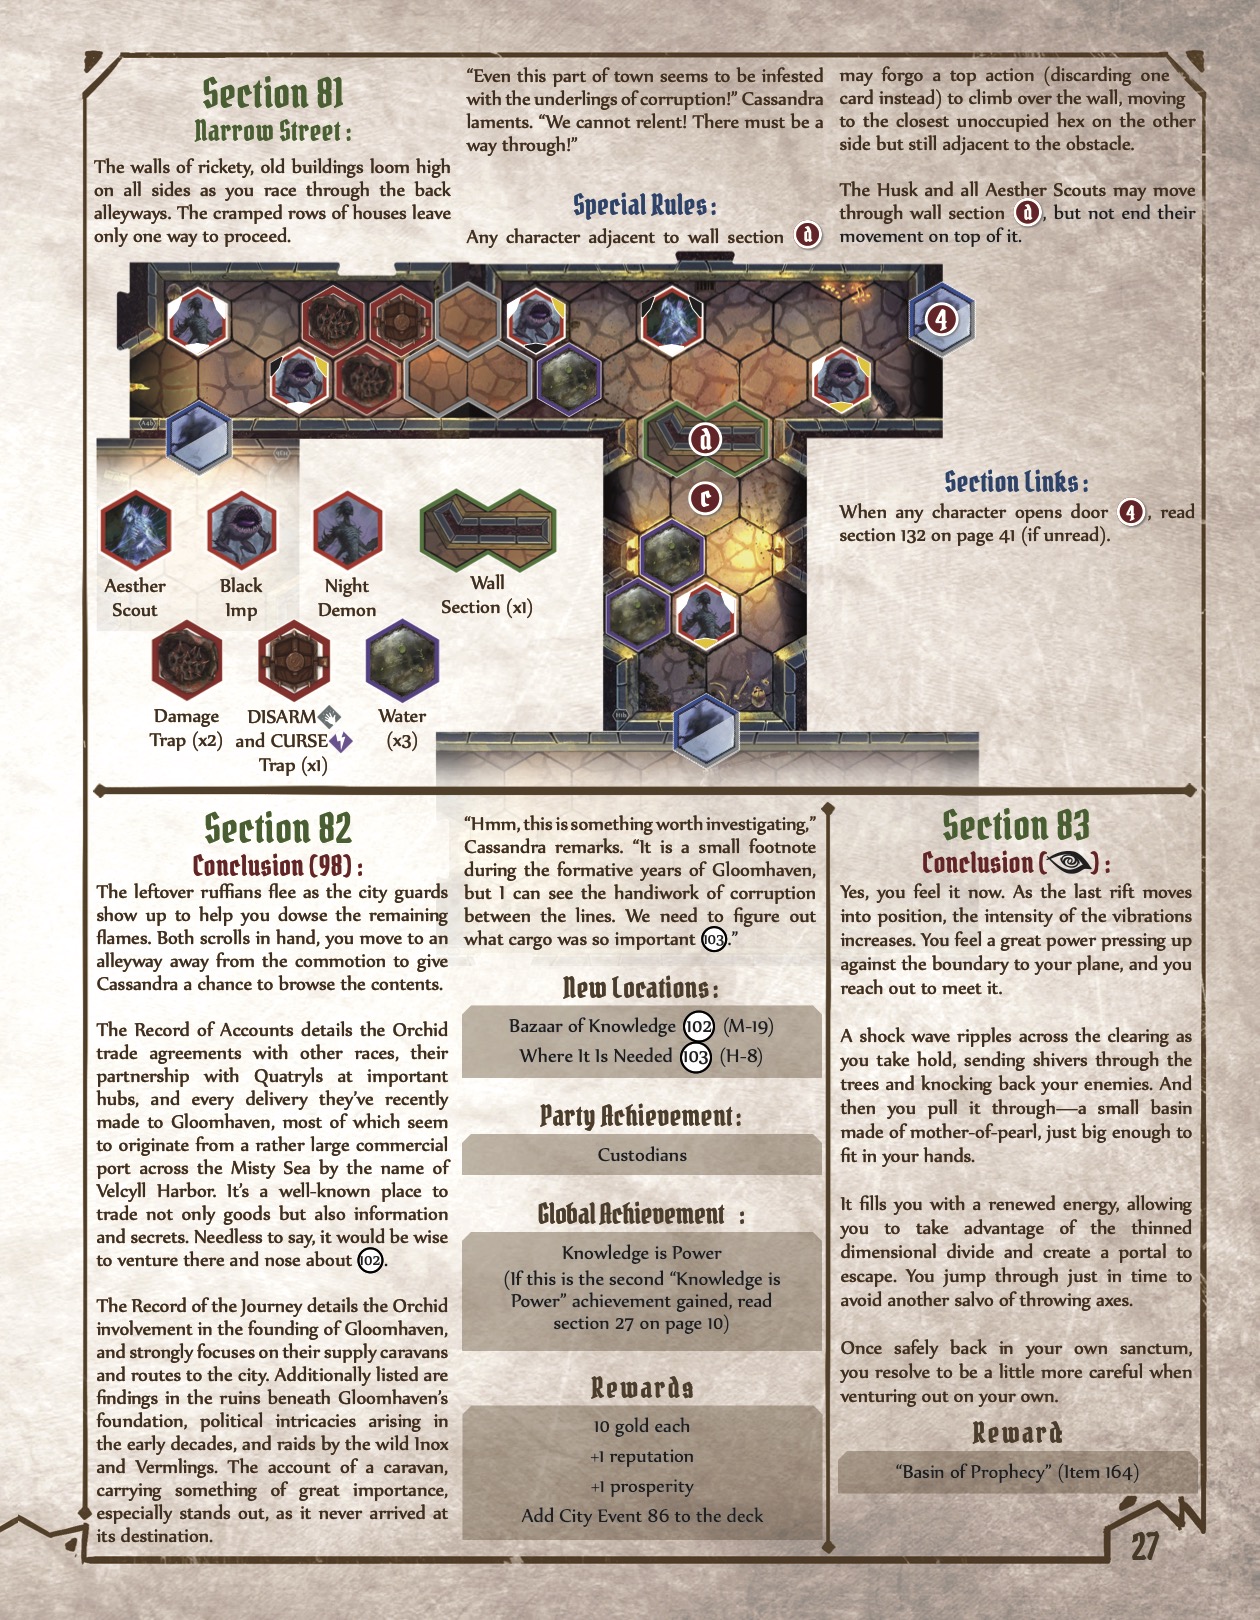 Section 81
Narrow Street:
The walls of rickety, old buildings loom high
on all sides as you race through the back
alleyways. The cramped rows of houses leave
only one way to proceed.
“Even this part of town seems to be infested
with the underlings of corruption!” Cassandra
laments. “We cannot relent! There must be a
way through!”
Special Rules:
Any character adjacent to wall section d
may forgo a top action (discarding one
card instead) to climb over the wall, moving
to the closest unoccupied hex on the other
side but still adjacent to the obstacle.
The Husk and all Aesther Scouts may move
through wall section d, but not end their
movement on top of it.
4
d
c
Aesther
Scout
Black
Imp
Night
Demon
Wall
Section (x1)
Damage
Trap (x2)
DISARM
and CURSE
Trap (x1)
Water
(x3)
Section Links:
When any character opens door 4, read
section 132 on page 41 (if unread).
Section 82
Conclusion (98):
The leftover ruffians flee as the city guards
show up to help you dowse the remaining
flames. Both scrolls in hand, you move to an
alleyway away from the commotion to give
Cassandra a chance to browse the contents.
The Record of Accounts details the Orchid
trade agreements with other races, their
partnership with Quatryls at important
hubs, and every delivery they’ve recently
made to Gloomhaven, most of which seem
to originate from a rather large commercial
port across the Misty Sea by the name of
Velcyll Harbor. It’s a well-known place to
trade not only goods but also information
and secrets. Needless to say, it would be wise
to venture there and nose about 102.
The Record of the Journey details the Orchid
involvement in the founding of Gloomhaven,
and strongly focuses on their supply caravans
and routes to the city. Additionally listed are
findings in the ruins beneath Gloomhaven’s
foundation, political intricacies arising in
the early decades, and raids by the wild Inox
and Vermlings. The account of a caravan,
carrying something of great importance,
especially stands out, as it never arrived at
its destination.
“Hmm, this is something worth investigating,”
Cassandra remarks. “It is a small footnote
during the formative years of Gloomhaven,
but I can see the handiwork of corruption
between the lines. We need to figure out
what cargo was so important 103.”
New Locations:
Bazaar of Knowledge 102 (M-19)
Where It Is Needed 103 (H-8)
Party Achievement:
Custodians
Global Achievement :
Knowledge is Power
(If this is the second “Knowledge is
Power” achievement gained, read
section 27 on page 10)
Rewards
10 gold each
+1 reputation
+1 prosperity
Add City Event 86 to the deck
Section 83
Conclusion ( ):
Yes, you feel it now. As the last rift moves
into position, the intensity of the vibrations
increases. You feel a great power pressing up
against the boundary to your plane, and you
reach out to meet it.
A shock wave ripples across the clearing as
you take hold, sending shivers through the
trees and knocking back your enemies. And
then you pull it through—a small basin
made of mother-of-pearl, just big enough to
fit in your hands.
It fills you with a renewed energy, allowing
you to take advantage of the thinned
dimensional divide and create a portal to
escape. You jump through just in time to
avoid another salvo of throwing axes.
Once safely back in your own sanctum,
you resolve to be a little more careful when
venturing out on your own.
Reward
“Basin of Prophecy” (Item 164)
27